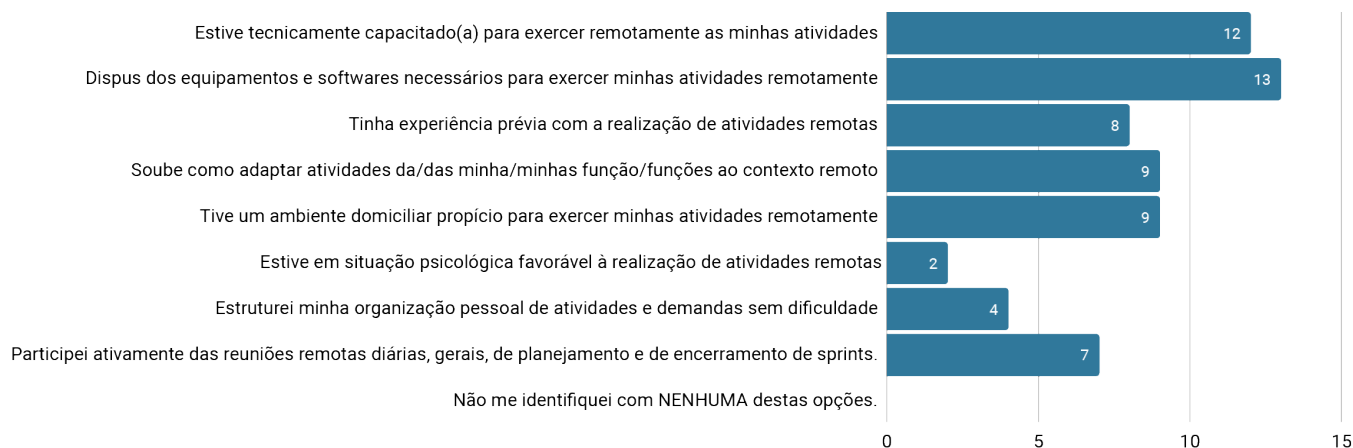 Estive tecnicamente capacitado(a) para exercer remotamente as minhas atividades 12
Dispus dos equipamentos e softwares necessários para exercer minhas atividades remotamente 13
Tinha experiência prévia com a realização de atividades remotas 8
Soube como adaptar atividades da/das minha/minhas função/funções ao contexto remoto 9
Tive um ambiente domiciliar propício para exercer minhas atividades remotamente 9
Estive em situação psicológica favorável à realização de atividades remotas 2
Estruturei minha organização pessoal de atividades e demandas sem dificuldade 4
Participei ativamente das reuniões remotas diárias, gerais, de planejamento e de encerramento de sprints. 7
Não me identifiquei com NENHUMA destas opções.
0 5 10 15